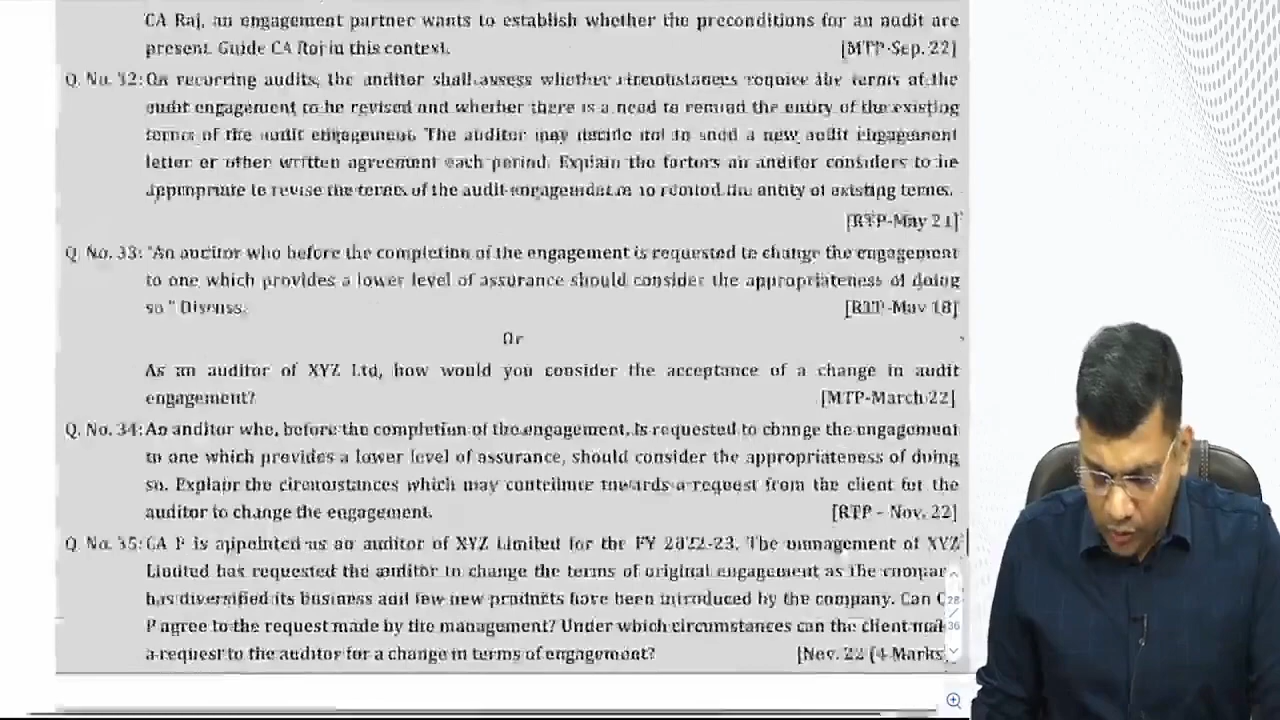 CA Raj, an engagement partner wants to establish whether the preconditions for an audit are
present. Guide CA Raj in this context. [MTP-Sep. 22]
Q. No. 32: On recurring audits, the auditor shall assess whether circumstances require the terms of the
audit engagement to be revised and whether there is a need to remind the entity of the existing
terms of the audit engagement. The auditor may decide not to send a new audit engagement
letter or other written agreement each period. Explain the factors an auditor considers to be
appropriate to revise the terms of the audit engagement or to remind the entity of existing terms.
[RTP-May 21]
Q. No. 33: "An auditor who before the completion of the engagement is requested to change the engagement
to one which provides a lower level of assurance should consider the appropriateness of doing
so." Discuss. [RTP-May 18]
Or
As an auditor of XYZ Ltd, how would you consider the acceptance of a change in audit
engagement? [MTP-March 22]
Q. No. 34: An auditor who, before the completion of the engagement, is requested to change the engagement
to one which provides a lower level of assurance, should consider the appropriateness of doing
so. Explain the circumstances which may contribute towards a request from the client for the
auditor to change the engagement. [RTP - Nov. 22]
Q. No. 35: CA P is appointed as an auditor of XYZ Limited for the FY 2022-23. The management of XYZ
Limited has requested the auditor to change the terms of original engagement as the compan
has diversified its business and few new products have been introduced by the company. Can C
P agree to the request made by the management? Under which circumstances can the client mak
a request to the auditor for a change in terms of engagement? [Nov. 22 (4 Marks)
28
/
36